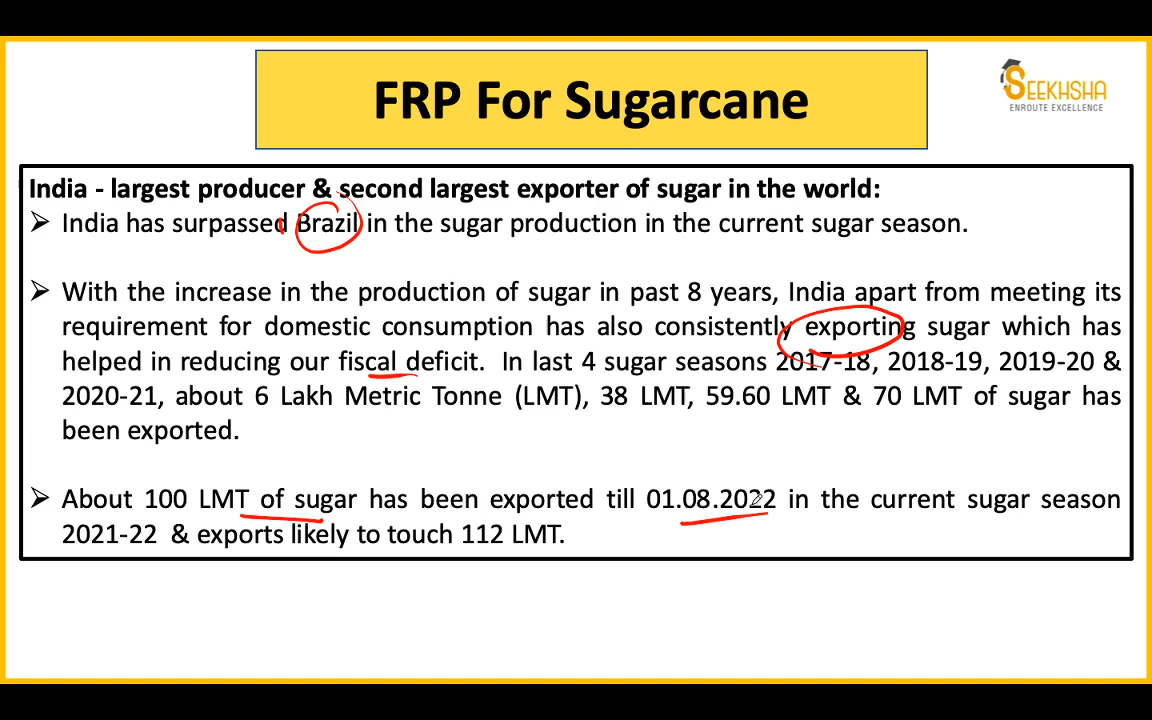 FRP For Sugarcane
SEEKHSHA
ENROUTE EXCELLENCE
India - largest producer & second largest exporter of sugar in the world:
➢ India has surpassed Brazil in the sugar production in the current sugar season.
➢ With the increase in the production of sugar in past 8 years, India apart from meeting its
requirement for domestic consumption has also consistently exporting sugar which has
helped in reducing our fiscal deficit. In last 4 sugar seasons 2017-18, 2018-19, 2019-20 &
2020-21, about 6 Lakh Metric Tonne (LMT), 38 LMT, 59.60 LMT & 70 LMT of sugar has
been exported.
➢ About 100 LMT of sugar has been exported till 01.08.2022 in the current sugar season
2021-22 & exports likely to touch 112 LMT.